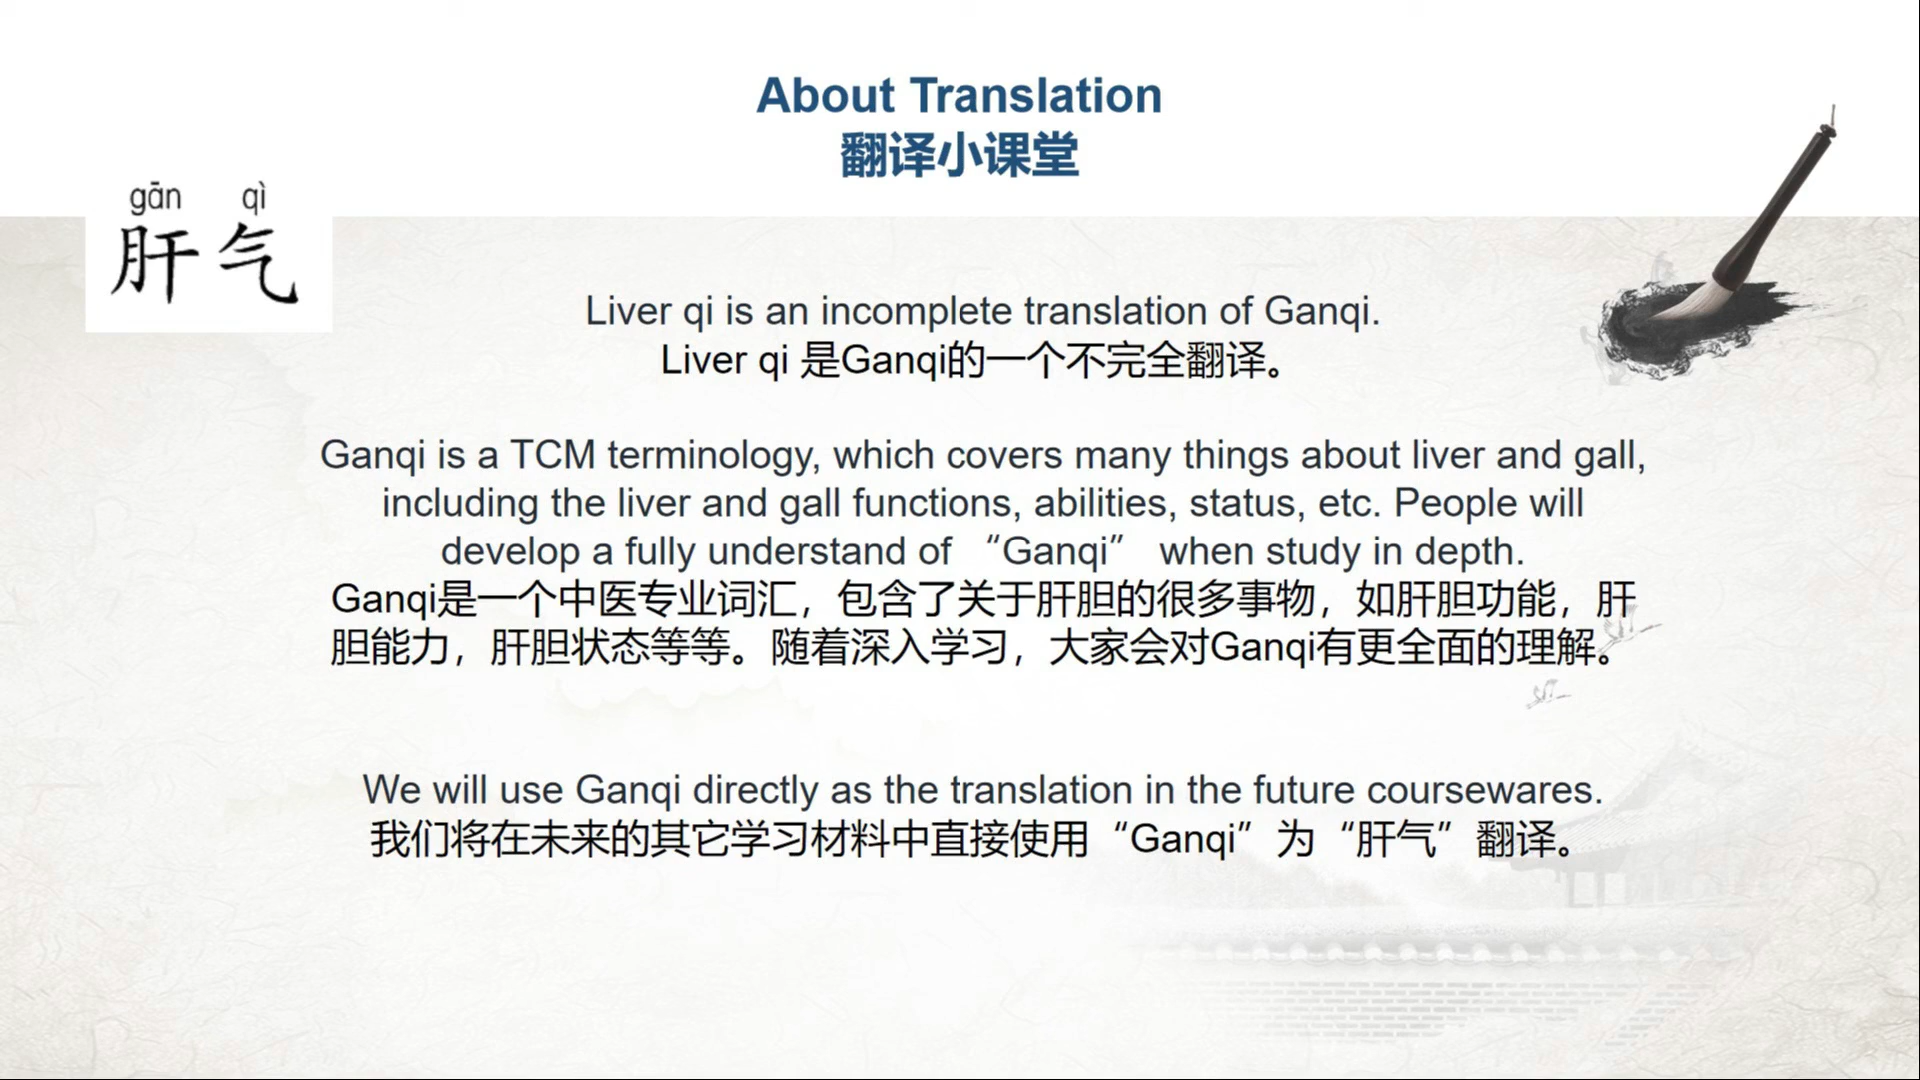 About Translation
翻译小课堂
gān qì
肝气
Liver qi is an incomplete translation of Ganqi.
Liver qi 是Ganqi的一个不完全翻译。
Ganqi is a TCM terminology, which covers many things about liver and gall,
including the liver and gall functions, abilities, status, etc. People will
develop a fully understand of “Ganqi” when study in depth.
Ganqi是一个中医专业词汇，包含了关于肝胆的很多事物，如肝胆功能，肝
胆能力，肝胆状态等等。随着深入学习，大家会对Ganqi有更全面的理解。
We will use Ganqi directly as the translation in the future coursewares.
我们将在未来的其它学习材料中直接使用“Ganqi”为“肝气”翻译。